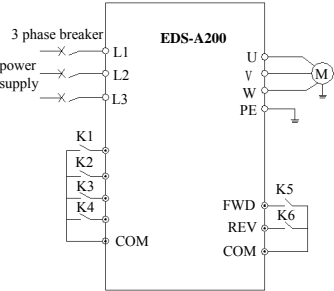 3 phase breaker
power
supply
L1
L2
L3
EDS-A200
U
V
W
PE
M
K1
K2
K3
K4
COM
FWD
REV
COM
K5
K6